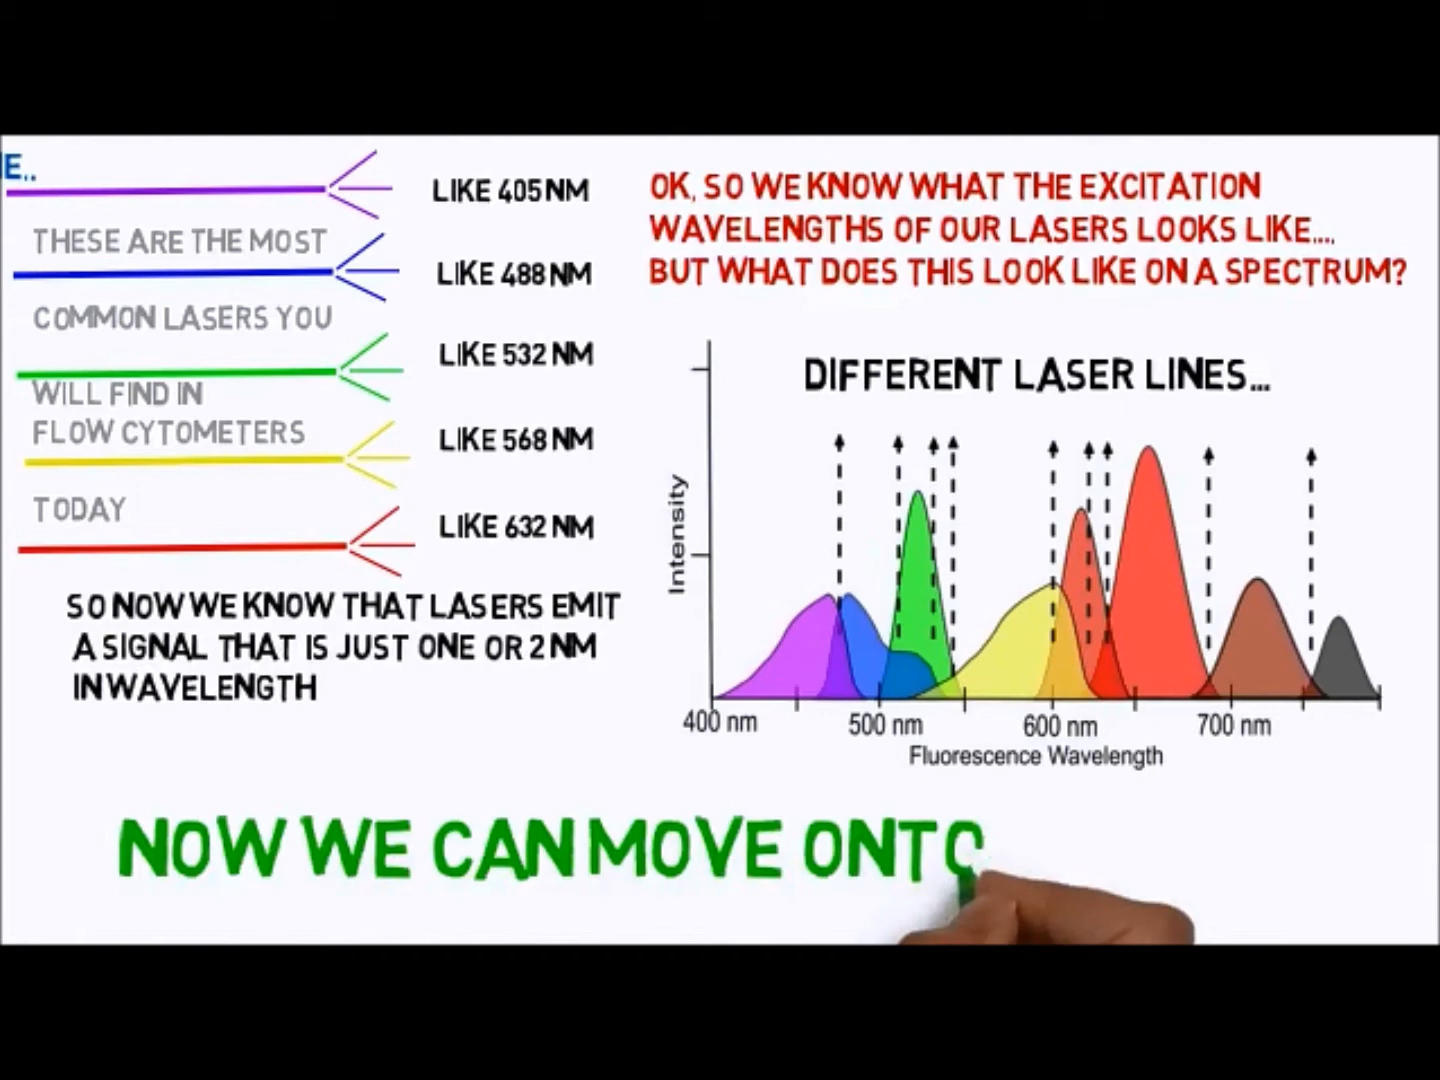 E..
LIKE 405 NM
THESE ARE THE MOST
LIKE 488 NM
COMMON LASERS YOU
LIKE 532 NM
WILL FIND IN
FLOW CYTOMETERS
LIKE 568 NM
TODAY
LIKE 632 NM
SO NOW WE KNOW THAT LASERS EMIT
A SIGNAL THAT IS JUST ONE OR 2 NM
IN WAVELENGTH
OK, SO WE KNOW WHAT THE EXCITATION
WAVELENGTHS OF OUR LASERS LOOKS LIKE....
BUT WHAT DOES THIS LOOK LIKE ON A SPECTRUM?
DIFFERENT LASER LINES...
Intensity
400 nm 500 nm 600 nm 700 nm
Fluorescence Wavelength
NOW WE CAN MOVE ONTO